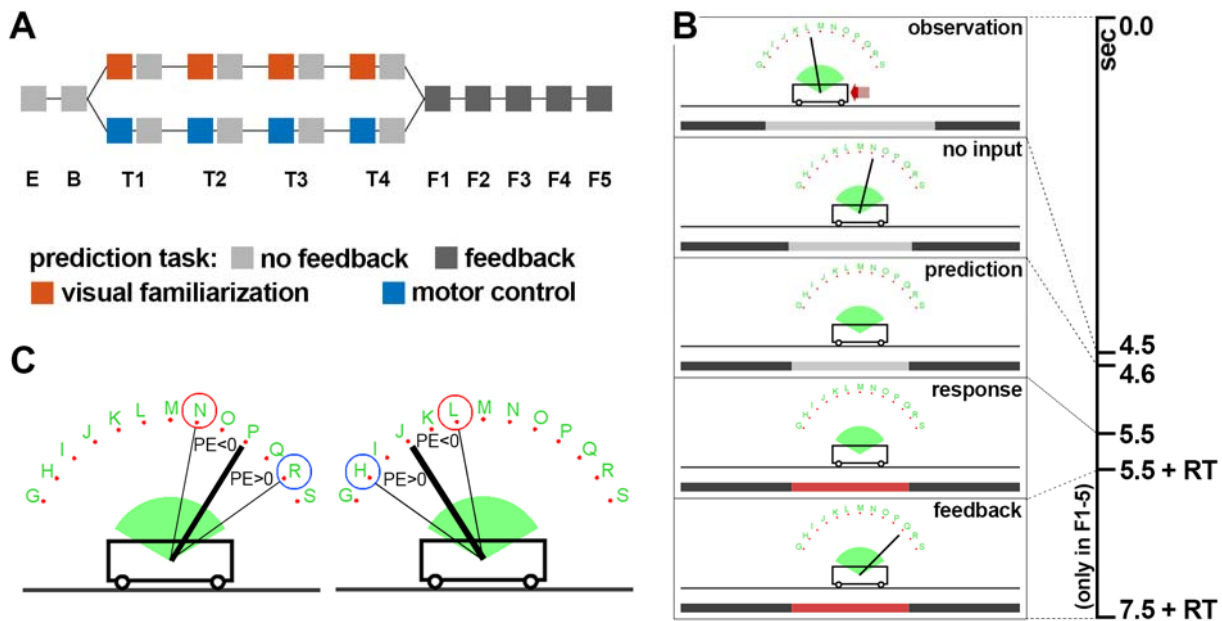 A
E B T1 T2 T3 T4 F1 F2 F3 F4 F5
prediction task: no feedback feedback
visual familiarization motor control
B
observation
G H I J K L M N O P Q R S
no input
G H I J K L M N O P Q R S
prediction
G H I J K L M N O P Q R S
response
G H I J K L M N O P Q R S
feedback
G H I J K L M N O P Q R S
sec
0.0
4.5
4.6
5.5
5.5 + RT
(only in F1-5)
7.5 + RT
C
G H I J K L M N O P Q R S
PE<0
PE>0
G H I J K L M N O P Q R S
PE<0
PE>0